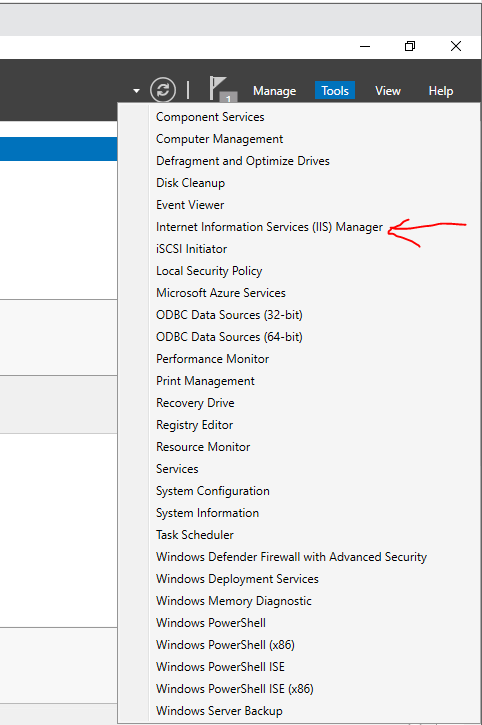 1
Manage
Tools
View
Help
Component Services
Computer Management
Defragment and Optimize Drives
Disk Cleanup
Event Viewer
Internet Information Services (IIS) Manager
iSCSI Initiator
Local Security Policy
Microsoft Azure Services
ODBC Data Sources (32-bit)
ODBC Data Sources (64-bit)
Performance Monitor
Print Management
Recovery Drive
Registry Editor
Resource Monitor
Services
System Configuration
System Information
Task Scheduler
Windows Defender Firewall with Advanced Security
Windows Deployment Services
Windows Memory Diagnostic
Windows PowerShell
Windows PowerShell (x86)
Windows PowerShell ISE
Windows PowerShell ISE (x86)
Windows Server Backup